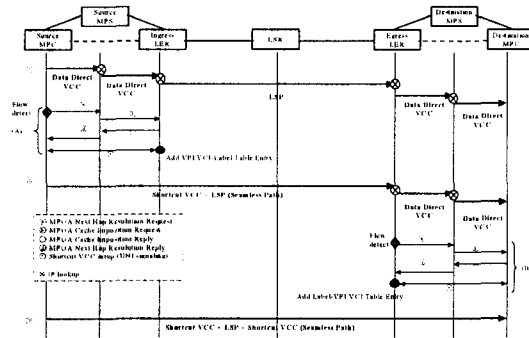 Source
MPS
Destination
MPS
Source
MPC
Ingress
LER
LSR
Egress
LER
Destination
MPC
Data Direct
VCC
Data Direct
VCC
LSP
Data Direct
VCC
Data Direct
VCC
Flow
detect
Add VPI/VCI-Label Table Entry
Shortcut VCC - LSP (Seamless Path)
Data Direct
VCC
Data Direct
VCC
MPOA Next Hop Resolution Request
MPOA Cache Imposition Request
MPOA Cache Imposition Reply
MPOA Next Hop Resolution Reply
Shortcut VCC setup (UNI signaling)
IP lookup
Flow
detect
Add Label-VPI/VCI Table Entry
Shortcut VCC - LSP - Shortcut VCC (Seamless Path)